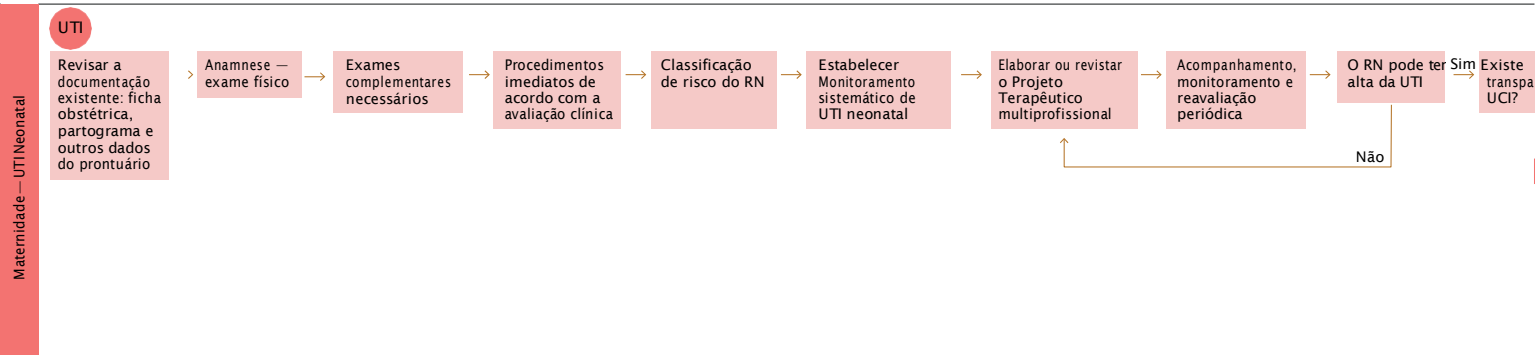 Maternidade — UTI Neonatal
UTI
Revisar a
documentação
existente: ficha
obstétrica,
partograma e
outros dados
do prontuário
Anamnese —
exame físico
Exames
complementares
necessários
Procedimentos
imediatos de
acordo com a
avaliação clínica
Classificação
de risco do RN
Estabelecer
Monitoramento
sistemático de
UTI neonatal
Elaborar ou revistar
o Projeto
Terapêutico
multiprofissional
Acompanhamento,
monitoramento e
reavaliação
periódica
O RN pode ter
alta da UTI
Não
Sim
Existe
transpa
UCI?